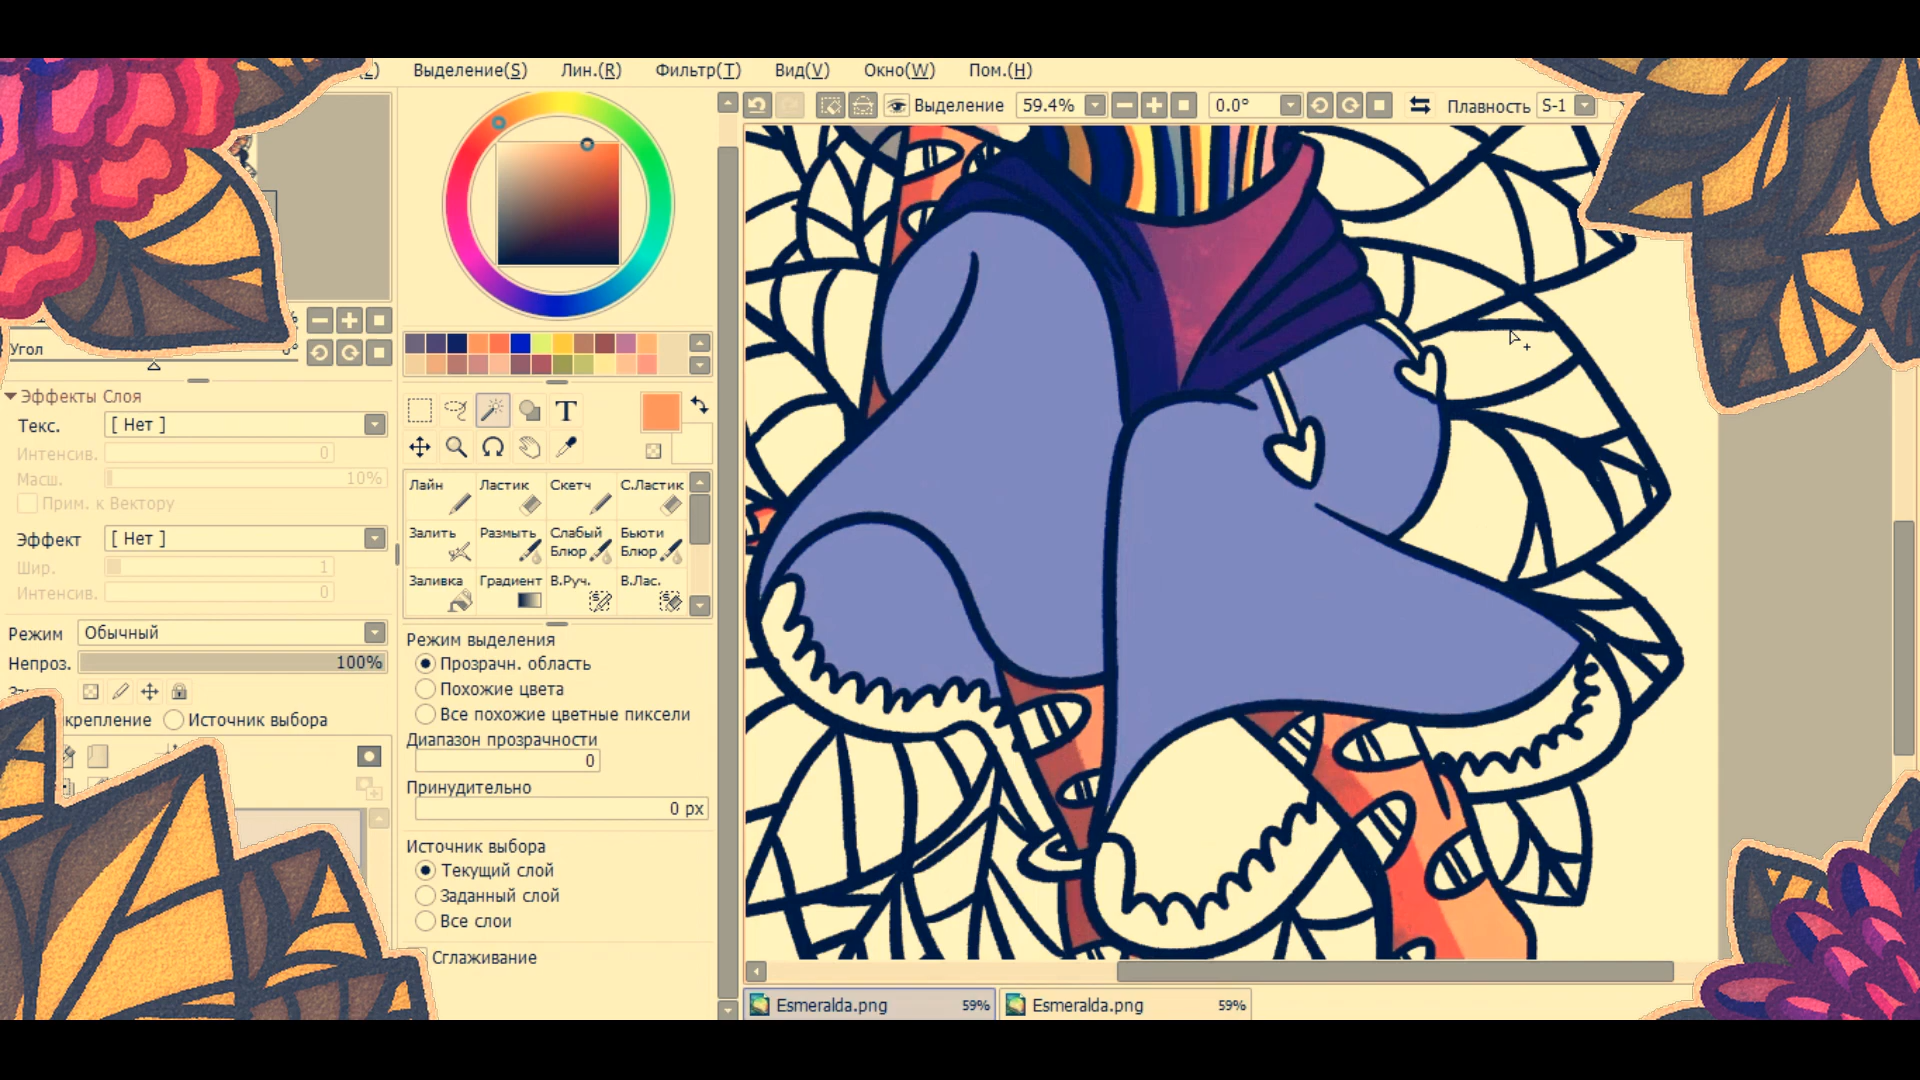 Выделение(S) Лин.(R) Фильтр(T) Вид(V) Окно(W) Пом.(H)
Выделение 59.4% 0.0° Плавность S-1
Угол
Эффекты Слоя
Текс. [ Нет ]
Интенсив. 0
Масш. 10%
Прим. к Вектору
Эффект [ Нет ]
Шир. 1
Интенсив. 0
Режим Обычный
Непроз. 100%
Источник выбора
T
Лайн Ластик Скетч С.Ластик
Залить Размыть Слабый Блюр Бьюти Блюр
Заливка Градиент В.Руч. В.Лас.
Режим выделения
Прозрачн. область
Похожие цвета
Все похожие цветные пиксели
Диапазон прозрачности
0
Принудительно
0 px
Источник выбора
Текущий слой
Заданный слой
Все слои
Сглаживание
Esmeralda.png 59% Esmeralda.png 59%